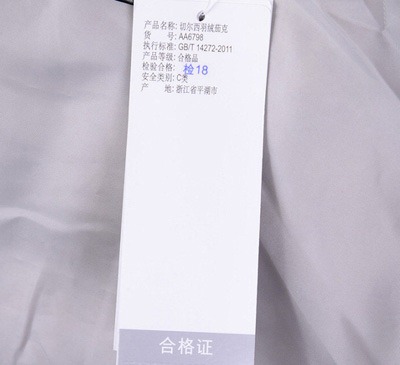 产品名称: 切尔西羽绒茄克
货 号: AA6798
执行标准: GB/T 14272-2011
产品等级: 合格品
检验合格: 检18
安全类别: C类
产 地: 浙江省平湖市
合格证